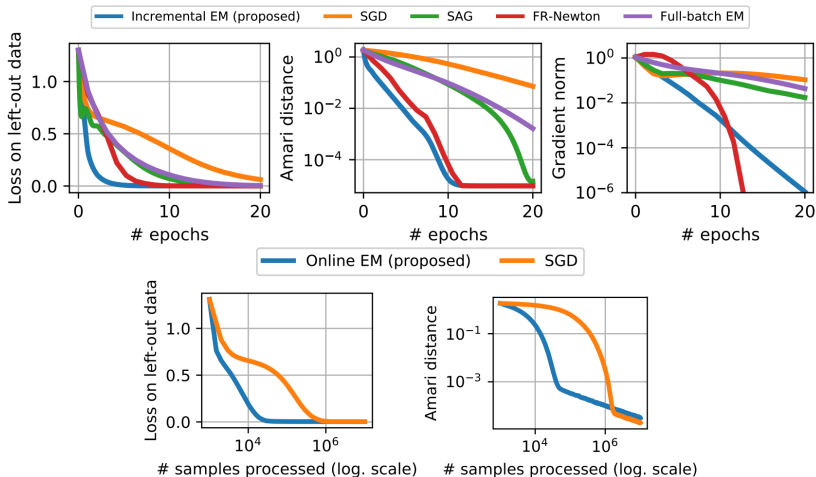 Incremental EM (proposed) SGD SAG FR-Newton Full-batch EM
Loss on left-out data
1.0
0.5
0.0
0 10 20
# epochs
Amari distance
10^0
10^−2
10^−4
0 10 20
# epochs
Gradient norm
10^0
10^−2
10^−4
10^−6
0 10 20
# epochs
Online EM (proposed) SGD
Loss on left-out data
1.0
0.5
0.0
10^4 10^6
# samples processed (log. scale)
Amari distance
10^−1
10^−3
10^4 10^6
# samples processed (log. scale)